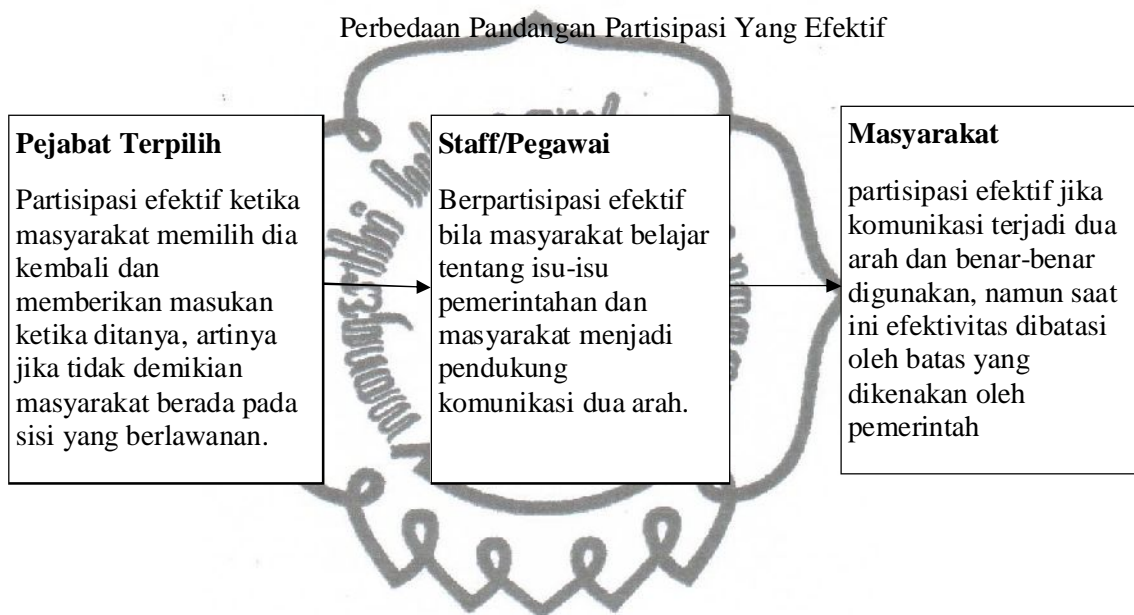 Perbedaan Pandangan Partisipasi Yang Efektif
Pejabat Terpilih
Partisipasi efektif ketika
masyarakat memilih dia
kembali dan
memberikan masukan
ketika ditanya, artinya
jika tidak demikian
masyarakat berada pada
sisi yang berlawanan.
Staff/Pegawai
Berpartisipasi efektif
bila masyarakat belajar
tentang isu-isu
pemerintahan dan
masyarakat menjadi
pendukung
komunikasi dua arah.
Masyarakat
partisipasi efektif jika
komunikasi terjadi dua
arah dan benar-benar
digunakan, namun saat
ini efektivitas dibatasi
oleh batas yang
dikenakan oleh
pemerintah